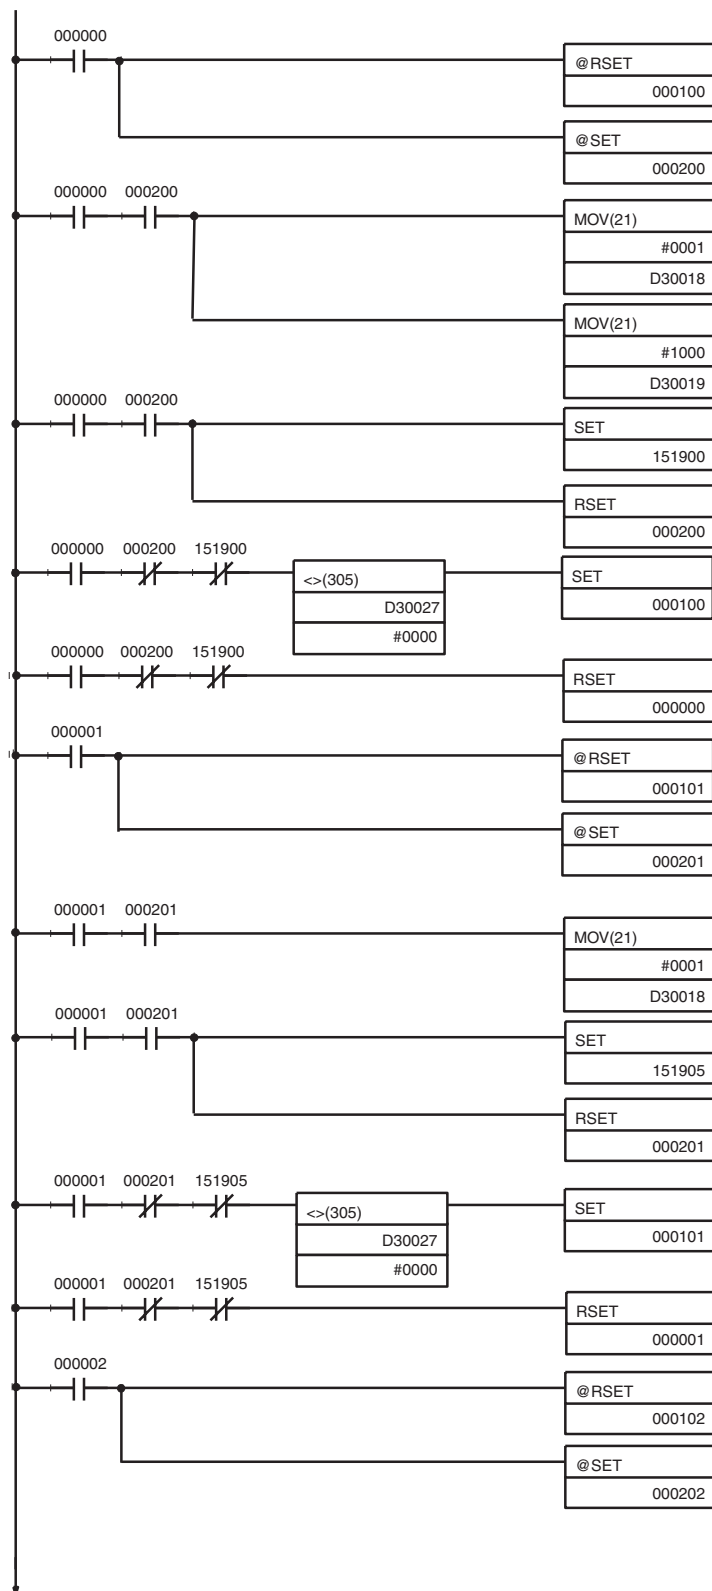 000000
@RSET
000100
@SET
000200
000000 000200
MOV(21)
#0001
D30018
MOV(21)
#1000
D30019
000000 000200
SET
151900
RSET
000200
000000 000200 151900
<>(305)
D30027
#0000
SET
000100
000000 000200 151900
RSET
000000
000001
@RSET
000101
@SET
000201
000001 000201
MOV(21)
#0001
D30018
000001 000201
SET
151905
RSET
000201
000001 000201 151905
<>(305)
D30027
#0000
SET
000101
000001 000201 151905
RSET
000001
000002
@RSET
000102
@SET
000202